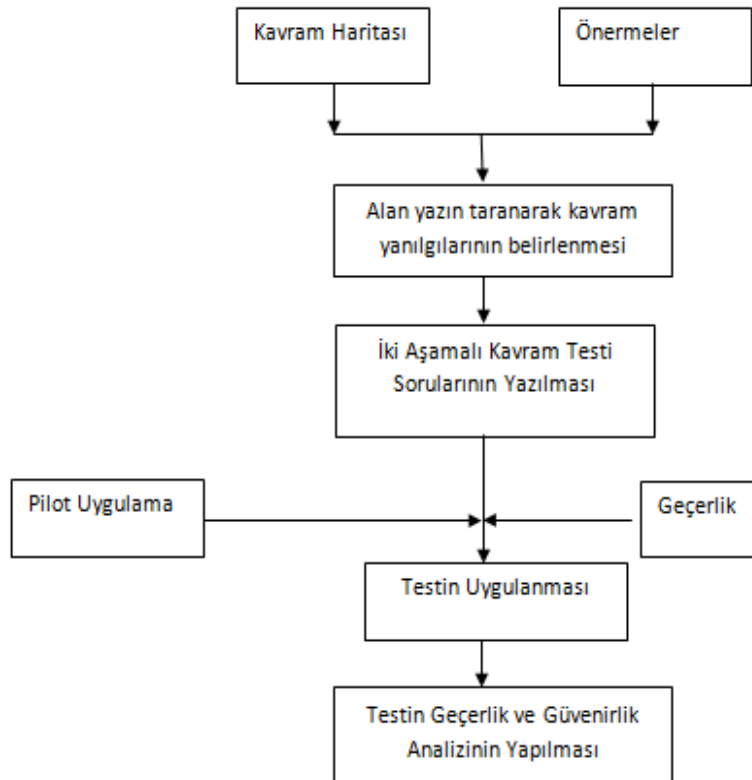 Kavram Haritası
Önermeler
Alan yazın taranarak kavram
yanılgılarının belirlenmesi
İki Aşamalı Kavram Testi
Sorularının Yazılması
Pilot Uygulama
Geçerlik
Testin Uygulanması
Testin Geçerlik ve Güvenirlik
Analizinin Yapılması